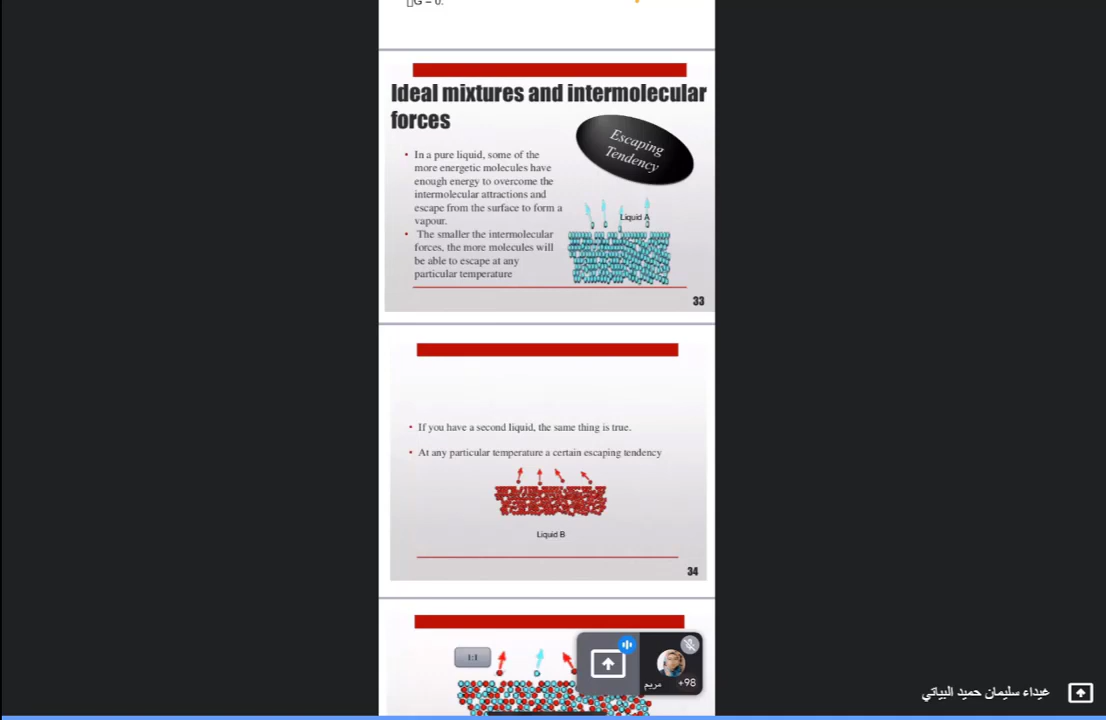 G = 0.
Ideal mixtures and intermolecular
forces
Escaping
Tendency
• In a pure liquid, some of the
more energetic molecules have
enough energy to overcome the
intermolecular attractions and
escape from the surface to form a
vapour.
• The smaller the intermolecular
forces, the more molecules will
be able to escape at any
particular temperature
Liquid A
33
• If you have a second liquid, the same thing is true.
• At any particular temperature a certain escaping tendency
Liquid B
34
1:1
مريم
+98
غيداء سليمان حميد البياتي